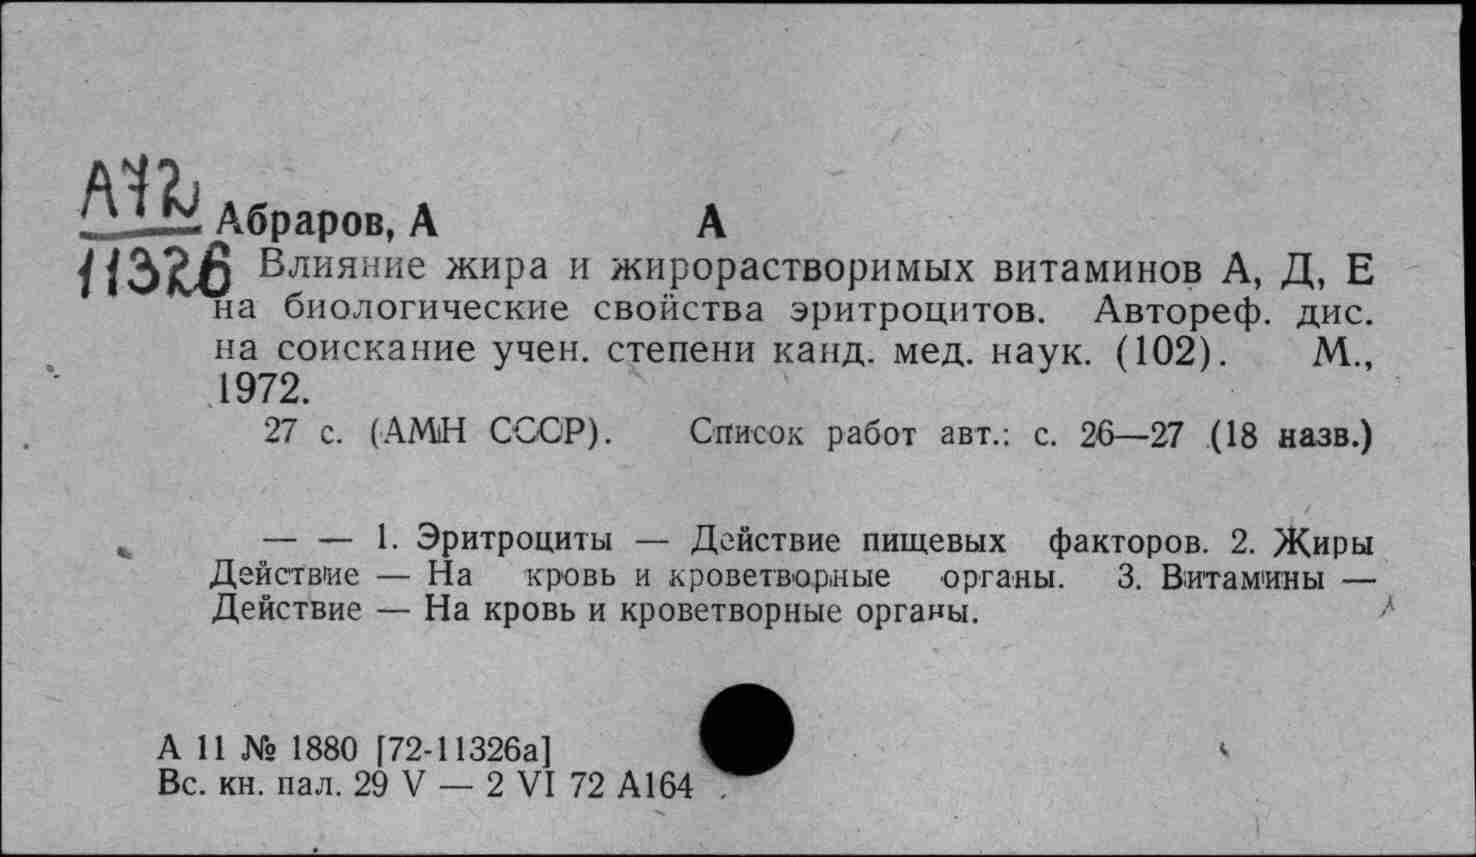 А72
11326
Абраров, А А
Влияние жира и жирорастворимых витаминов А, Д, Е
на биологические свойства эритроцитов. Автореф. дис.
на соискание учен. степени канд. мед. наук. (102). М.,
1972.
27 с. (АМН СССР). Список работ авт.: с. 26—27 (18 назв.)
— — 1. Эритроциты — Действие пищевых факторов. 2. Жиры
Действие — На кровь и кроветворные органы. 3. Витамины —
Действие — На кровь и кроветворные органы.
А 11 № 1880 [72-11326а]
Вс. кн. пал. 29 V — 2 VI 72 А164